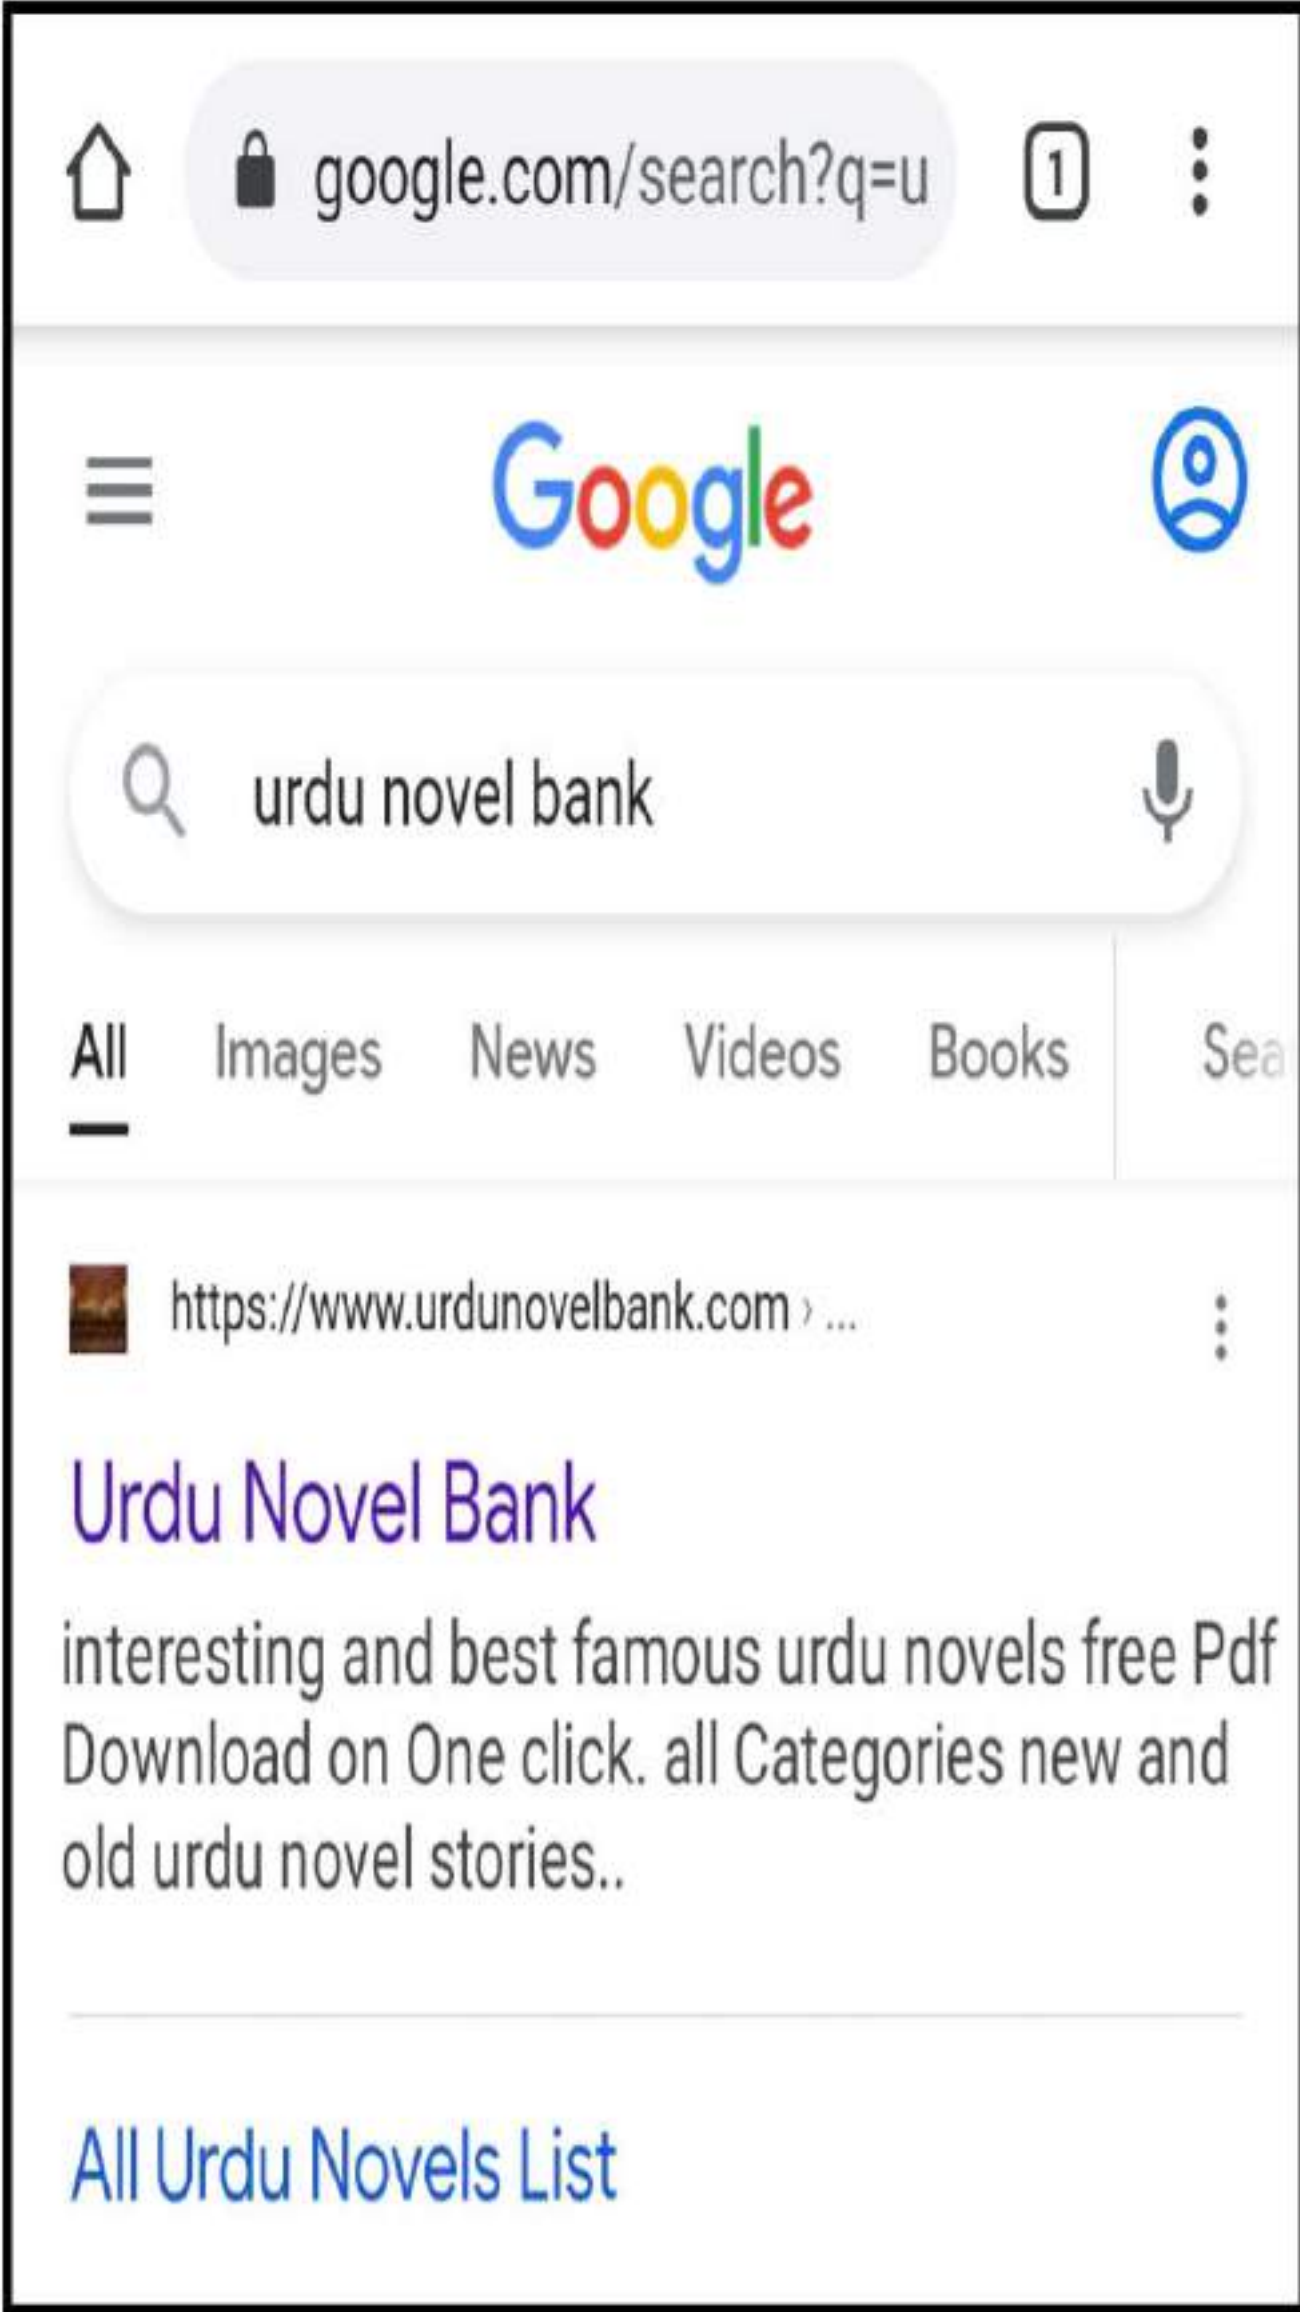 google.com/search?q=u
1
Google
urdu novel bank
All Images News Videos Books Sea
https://www.urdunovelbank.com › ...
Urdu Novel Bank
interesting and best famous urdu novels free Pdf
Download on One click. all Categories new and
old urdu novel stories..
All Urdu Novels List